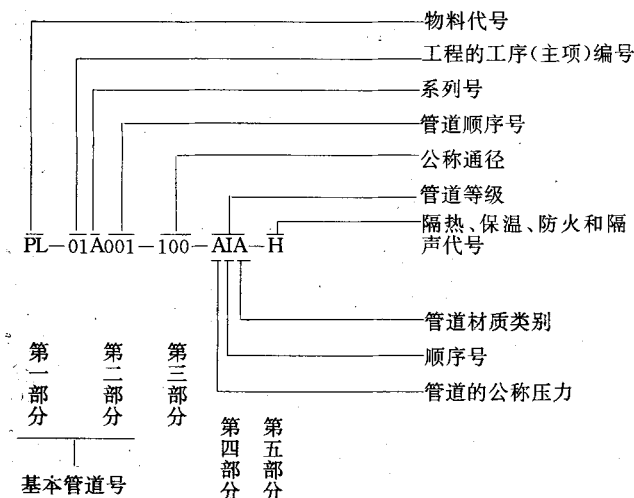 物料代号
工程的工序(主项)编号
系列号
管道顺序号
公称通径
管道等级
隔热、保温、防火和隔
声代号
PL-01A001-100-AIA-H
管道材质类别
顺序号
管道的公称压力
第一部分
第二部分
第三部分
第四部分
第五部分
基本管道号